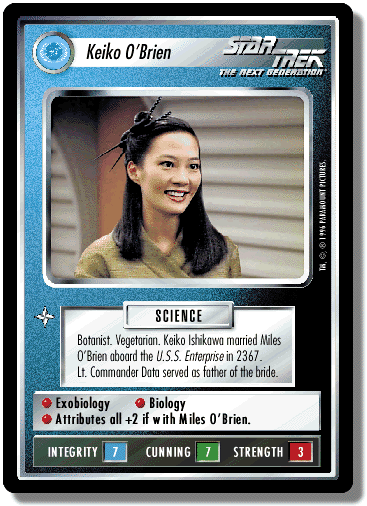 Keiko O'Brien
STAR TREK
THE NEXT GENERATION®
TM, ©, ® 1996 PARAMOUNT PICTURES.
SCIENCE
Botanist. Vegetarian. Keiko Ishikawa married Miles
O'Brien aboard the U.S.S. Enterprise in 2367.
Lt. Commander Data served as father of the bride.
Exobiology Biology
Attributes all +2 if with Miles O'Brien.
INTEGRITY 7 CUNNING 7 STRENGTH 3